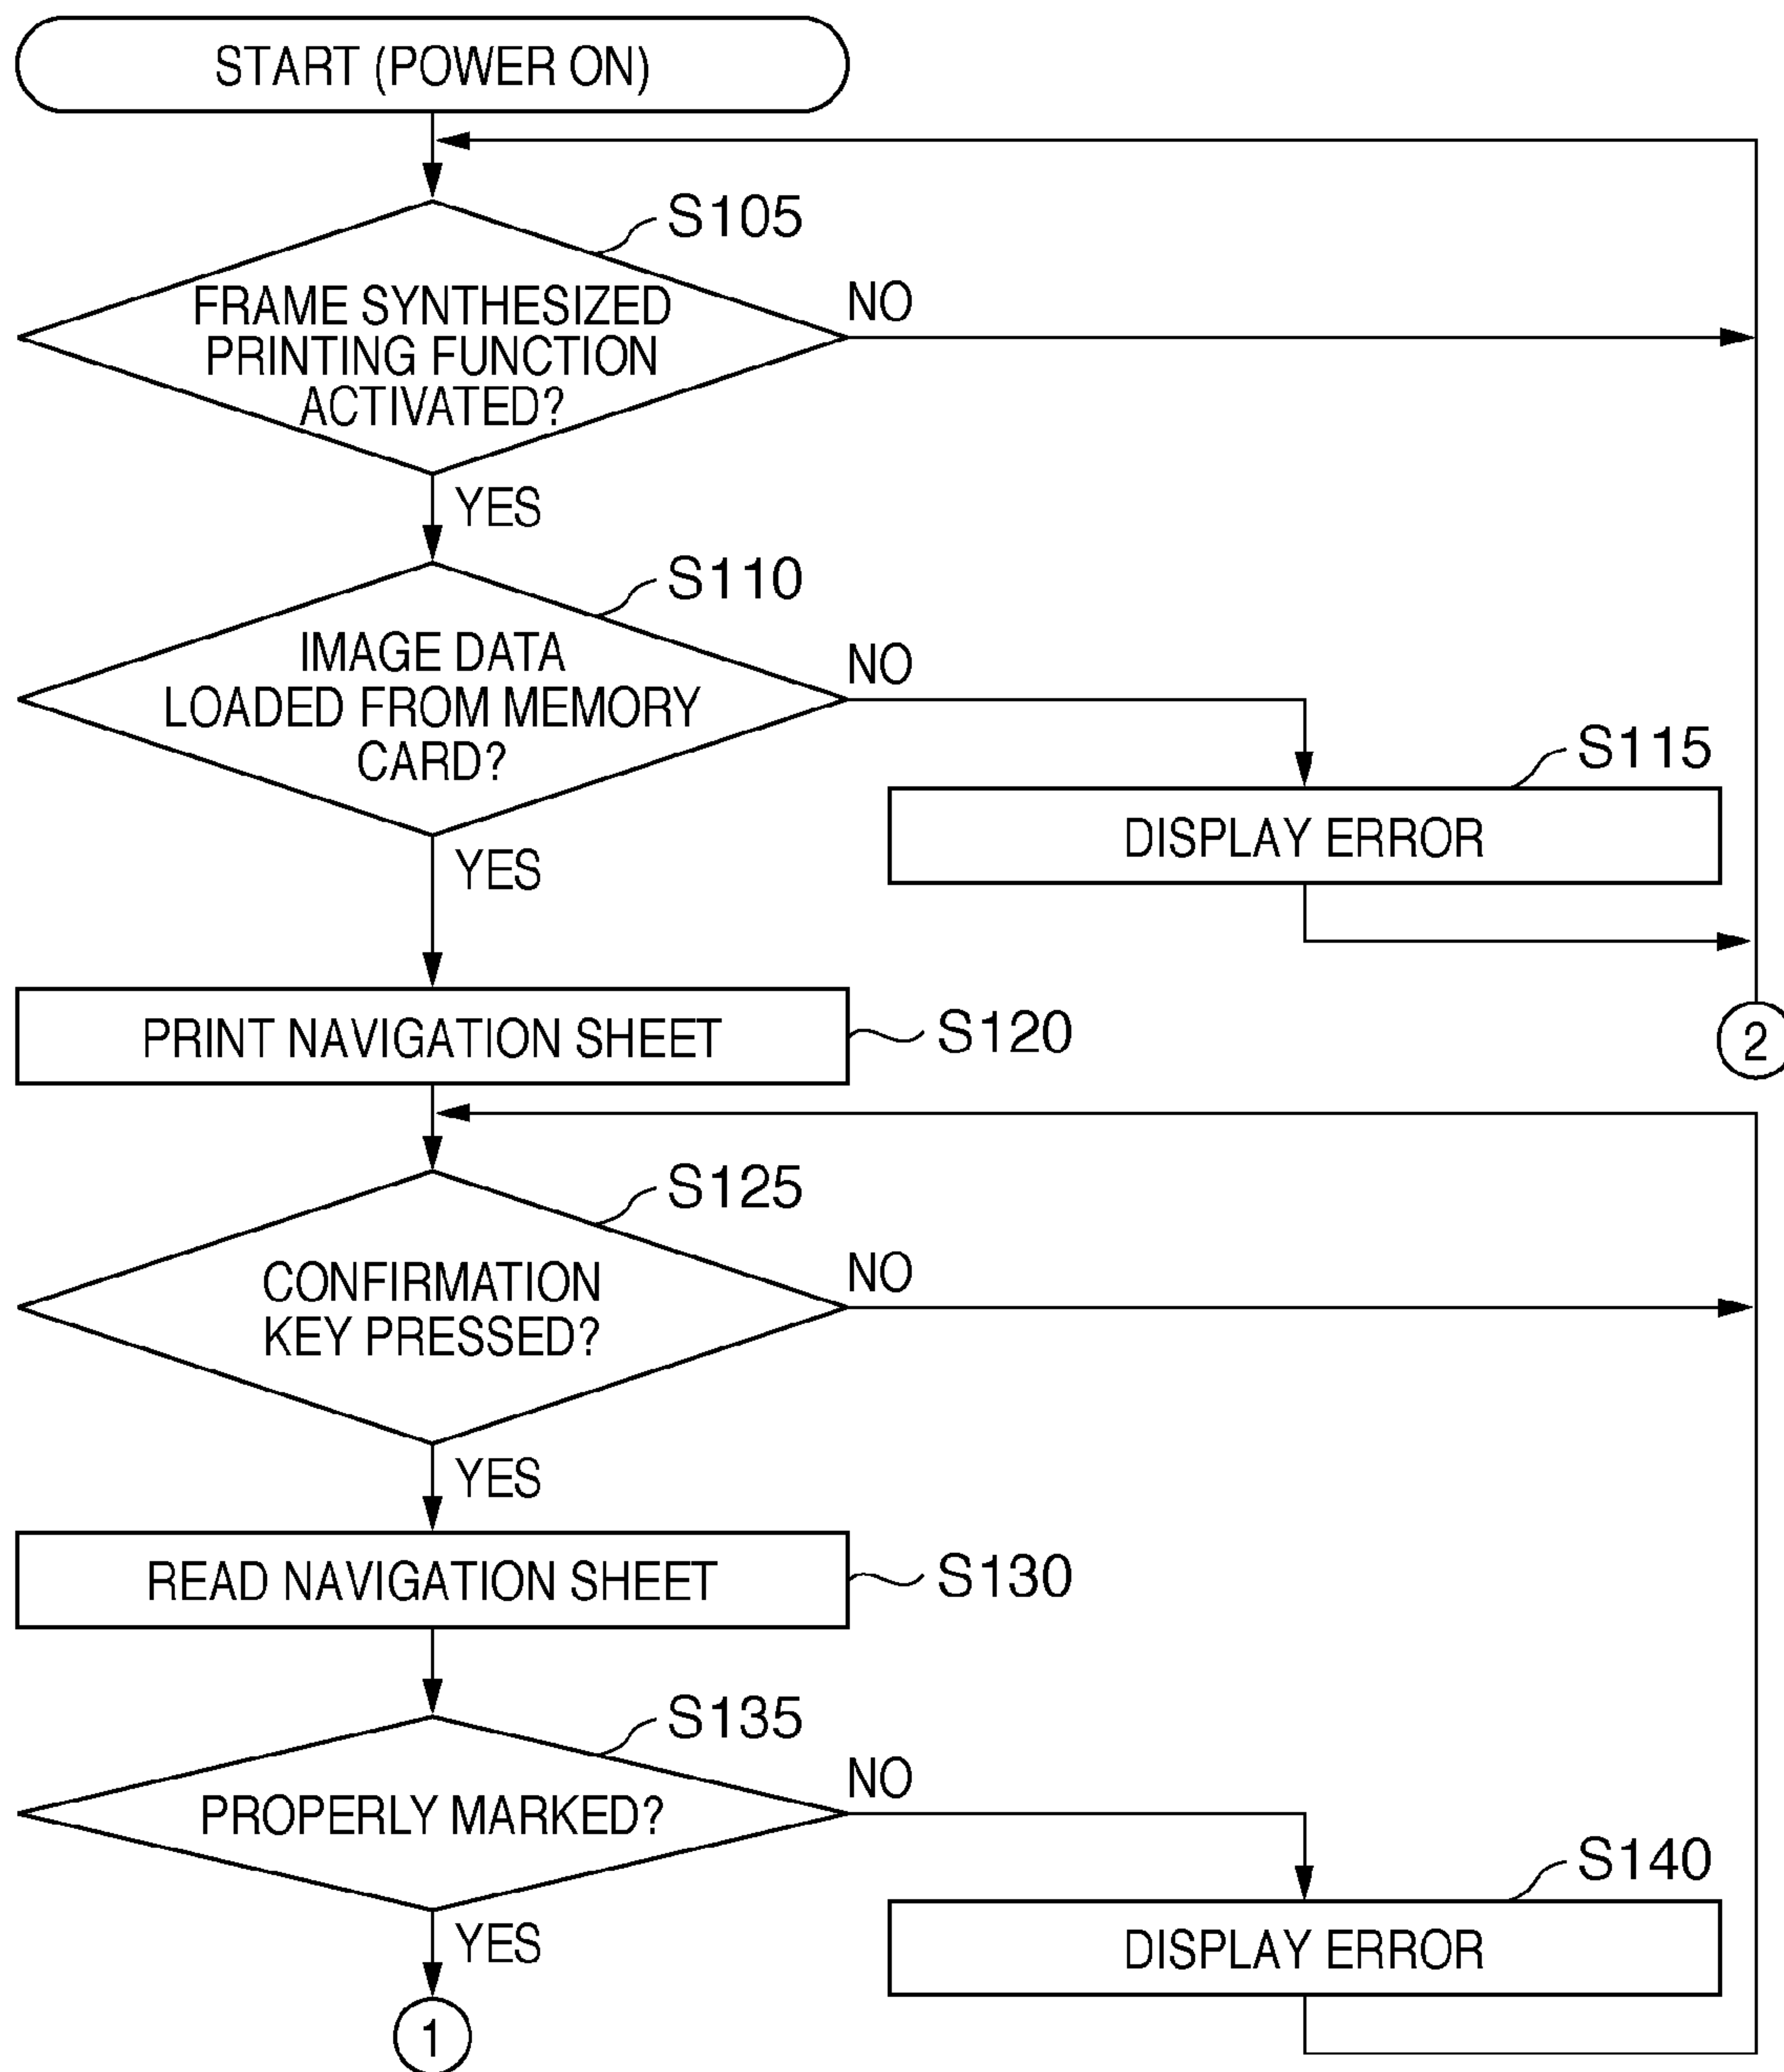 START (POWER ON)
S105
FRAME SYNTHESIZED
PRINTING FUNCTION
ACTIVATED?
NO
YES
S110
IMAGE DATA
LOADED FROM MEMORY
CARD?
NO
S115
DISPLAY ERROR
YES
PRINT NAVIGATION SHEET
S120
2
S125
CONFIRMATION
KEY PRESSED?
NO
YES
READ NAVIGATION SHEET
S130
S135
PROPERLY MARKED?
NO
S140
DISPLAY ERROR
YES
1